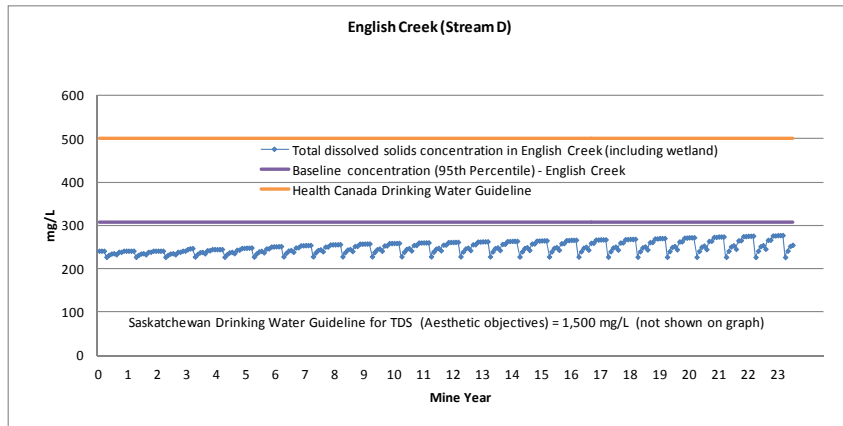 English Creek (Stream D)
600
500
400
300
200
100
0
mg/L
Total dissolved solids concentration in English Creek (including wetland)
Baseline concentration (95th Percentile) - English Creek
Health Canada Drinking Water Guideline
Saskatchewan Drinking Water Guideline for TDS (Aesthetic objectives) = 1,500 mg/L (not shown on graph)
0 1 2 3 4 5 6 7 8 9 10 11 12 13 14 15 16 17 18 19 20 21 22 23
Mine Year